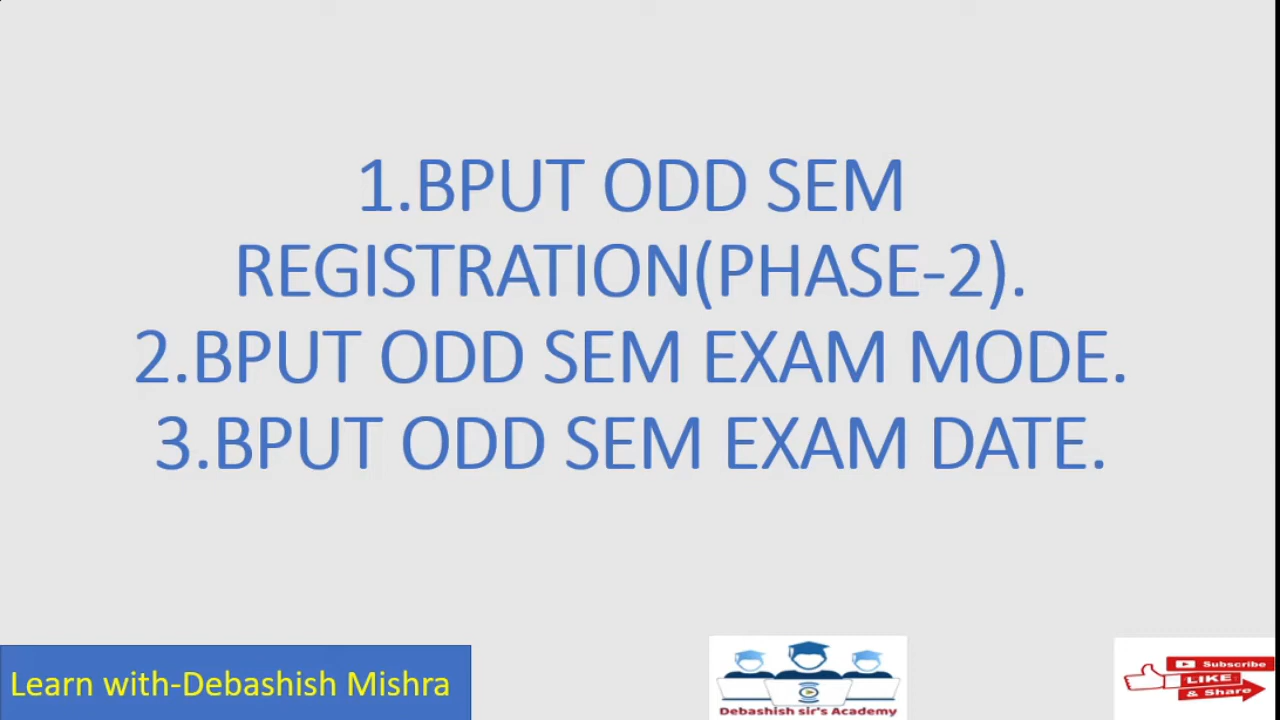 1.BPUT ODD SEM
REGISTRATION(PHASE-2).
2.BPUT ODD SEM EXAM MODE.
3.BPUT ODD SEM EXAM DATE.
Learn with-Debashish Mishra
Debashish sir's Academy
Subscribe
LIKE
& Share